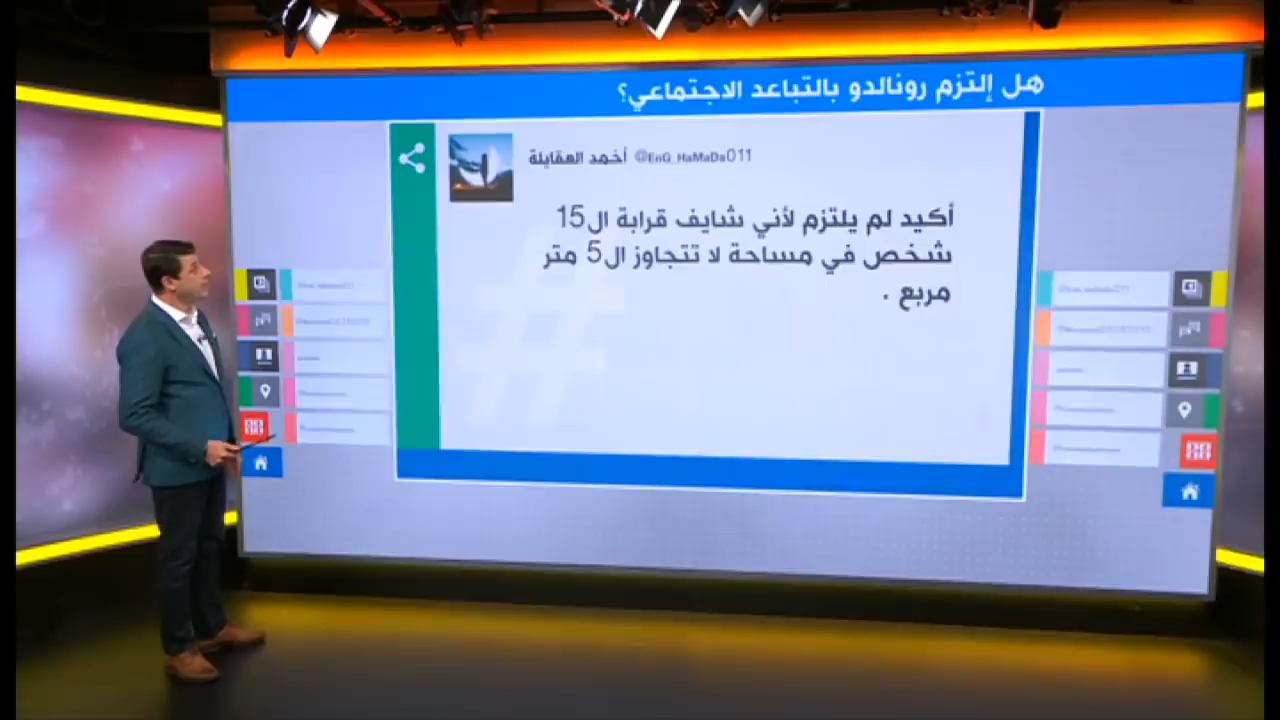 هل إلتزم رونالدو بالتباعد الاجتماعي؟
أخمد العقايلة @EnG_HaMaDa011
أكيد لم يلتزم لأني شايف قرابة ال15
شخص في مساحة لا تتجاوز ال5 متر
مربع .